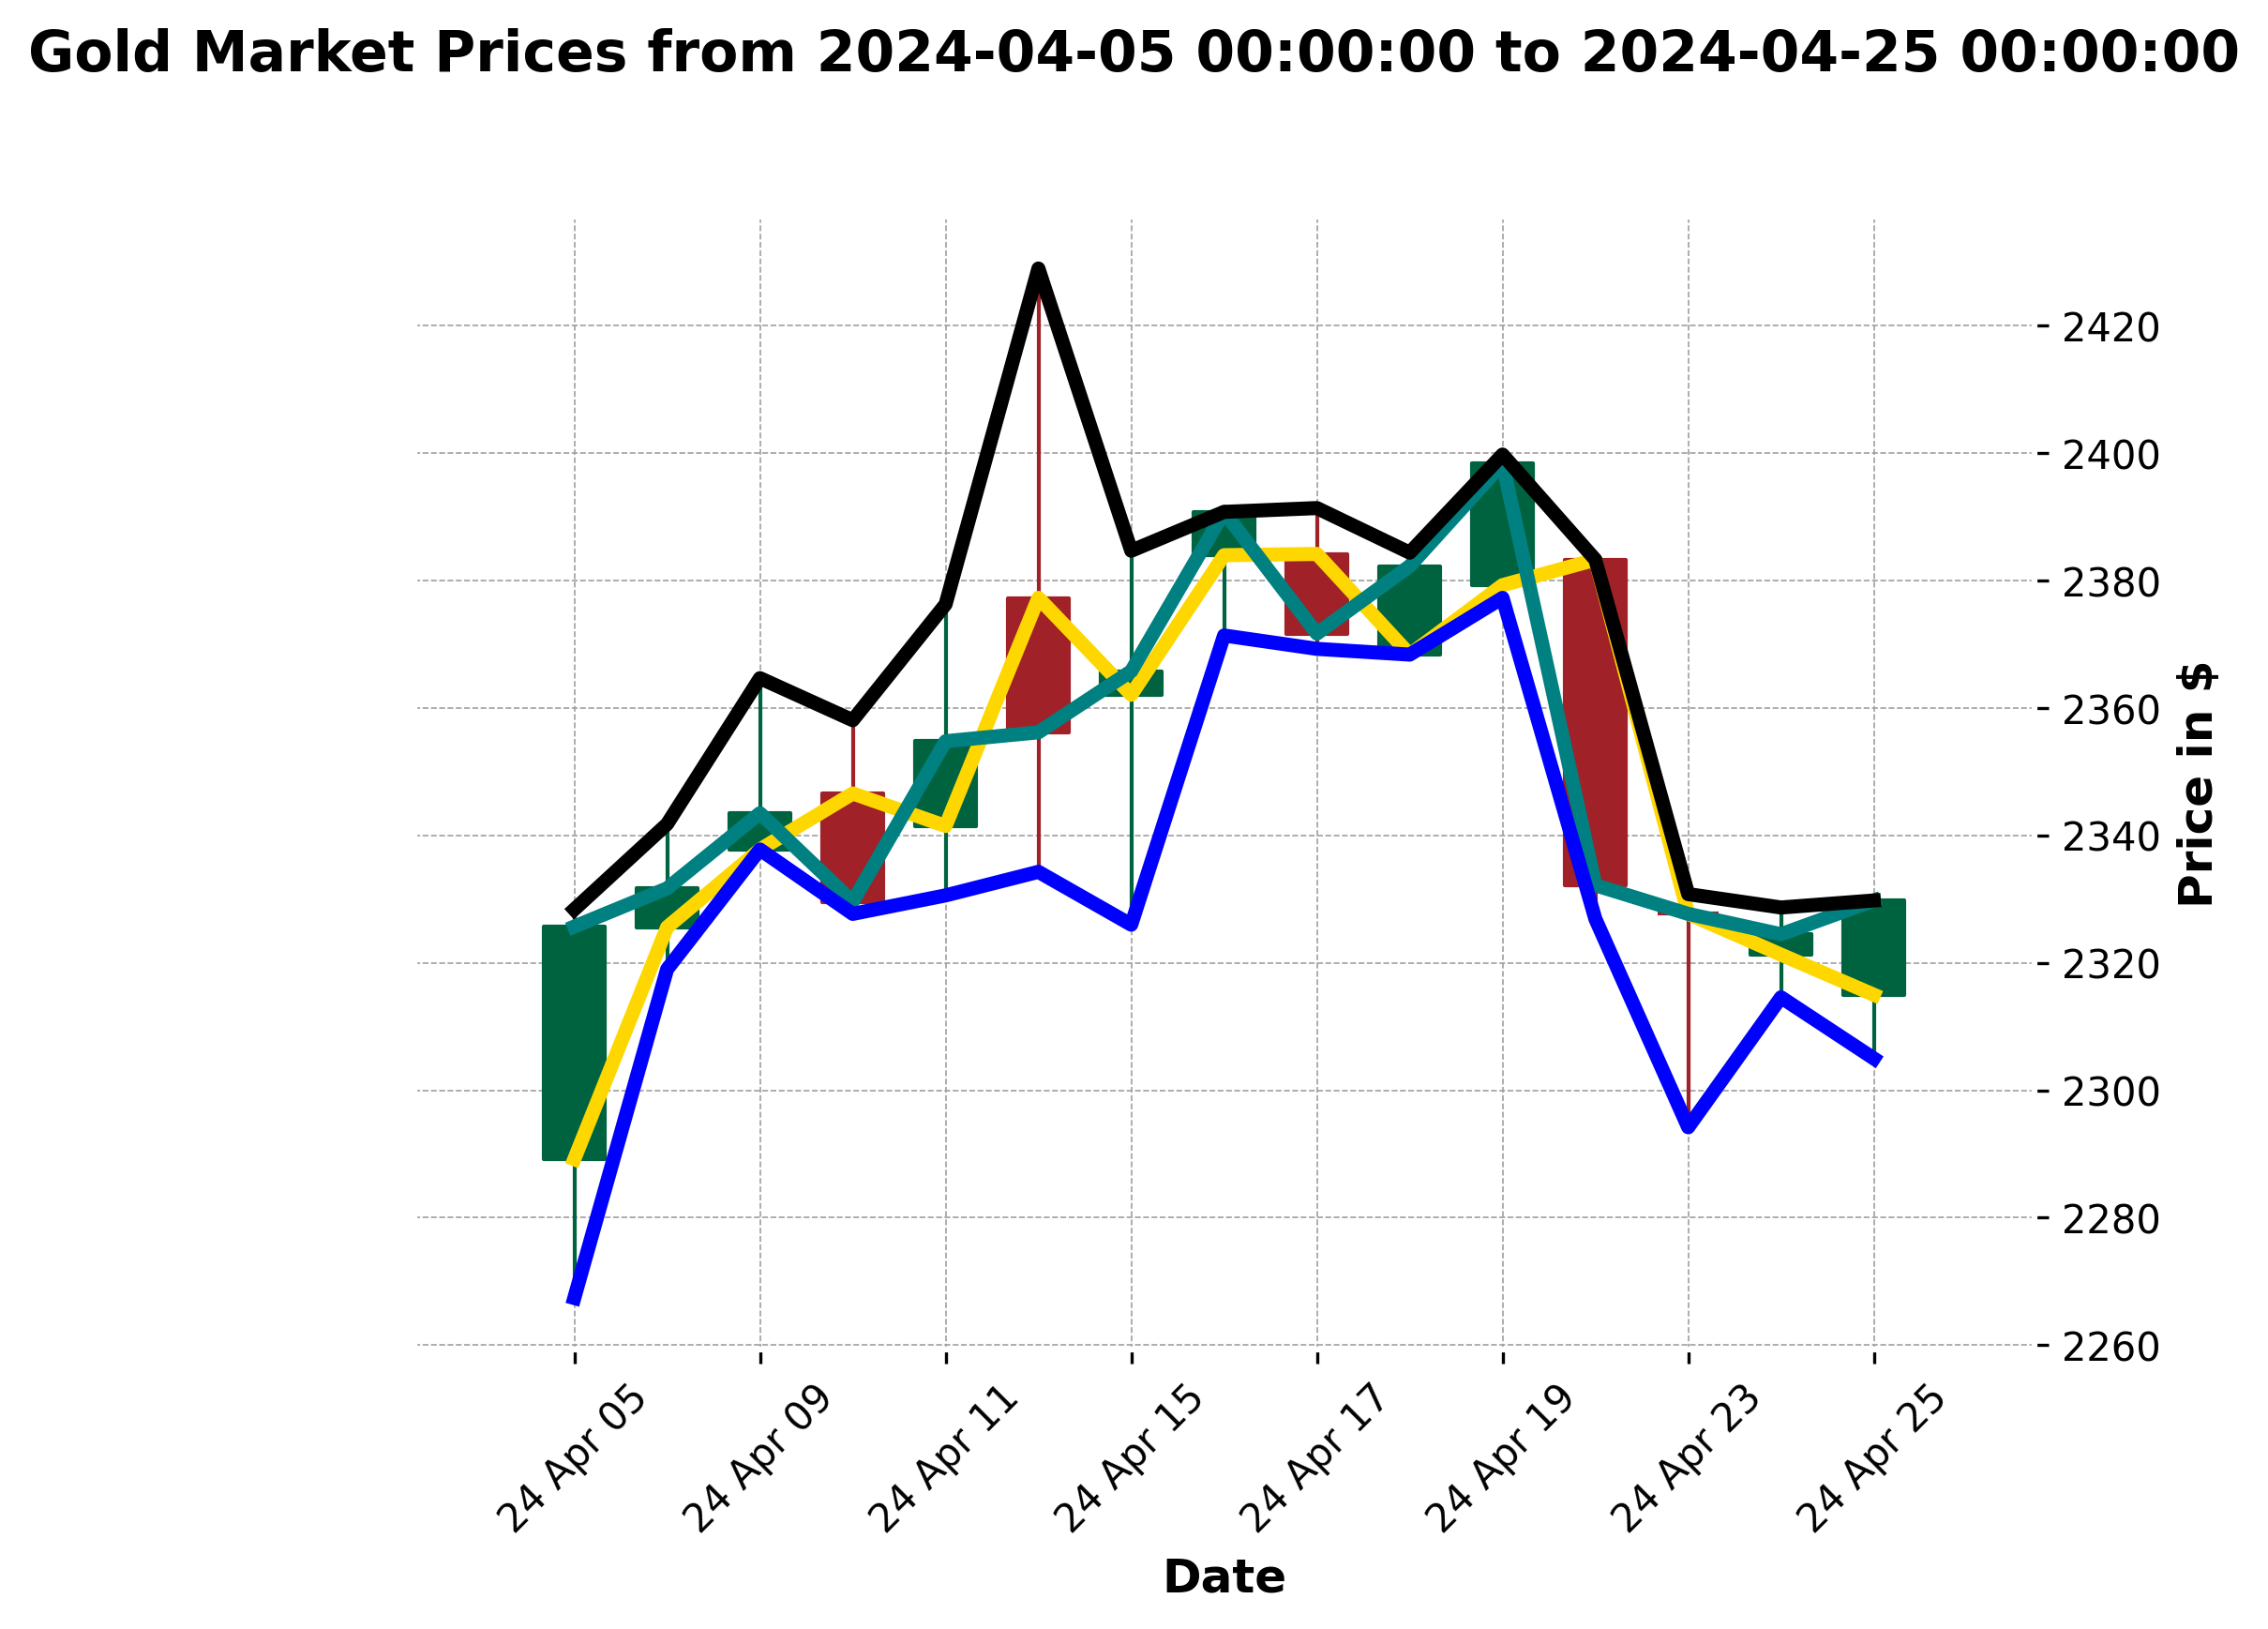 Gold Market Prices from 2024-04-05 00:00:00 to 2024-04-25 00:00:00
2420
2400
2380
2360
2340
2320
2300
2280
2260
Price in $
24 Apr 05
24 Apr 09
24 Apr 11
24 Apr 15
24 Apr 17
24 Apr 19
24 Apr 23
24 Apr 25
Date